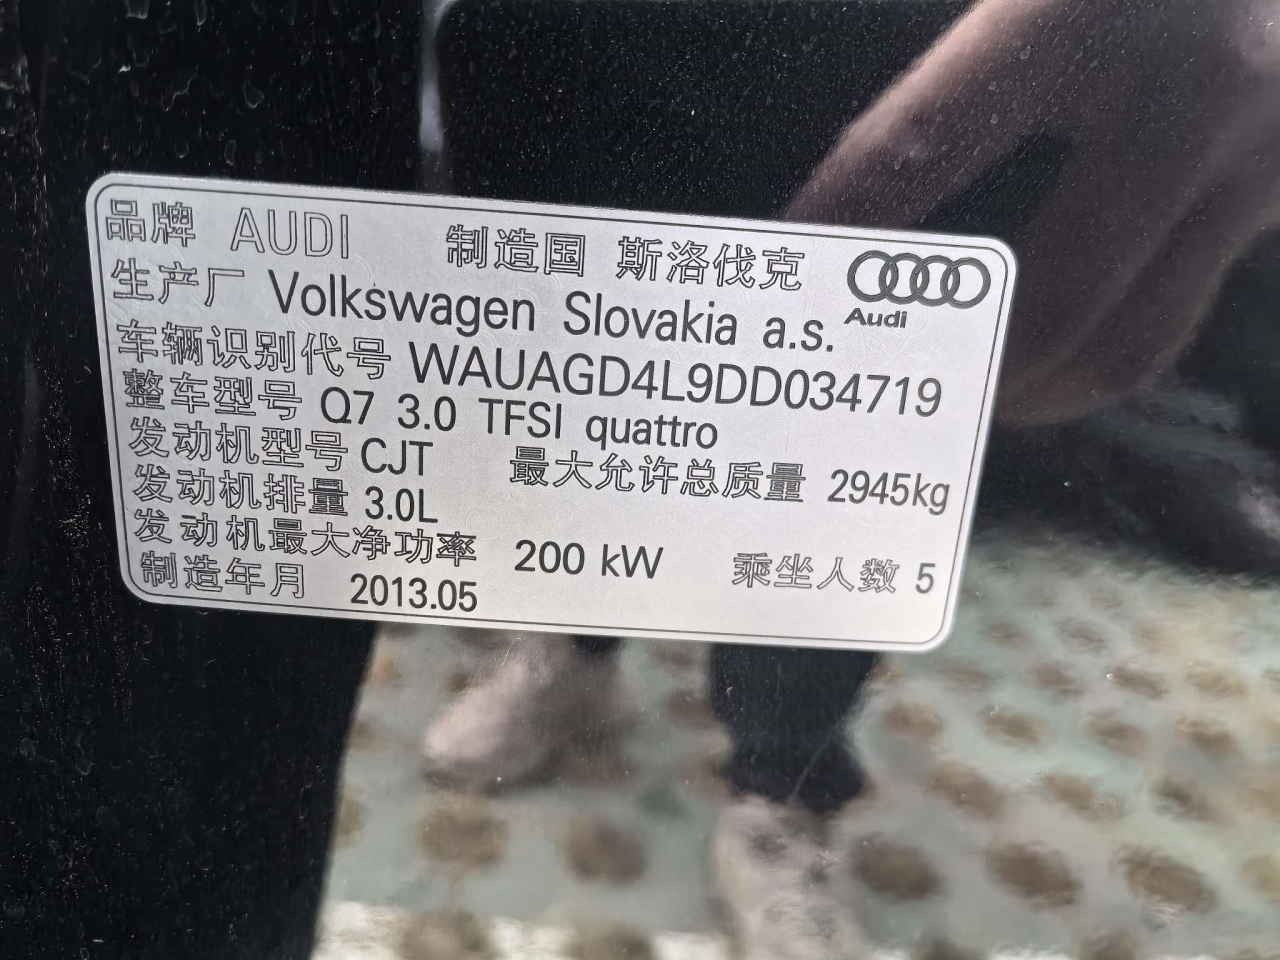 品牌 AUDI 制造国 斯洛伐克
Audi
生产厂 Volkswagen Slovakia a.s.
车辆识别代号 WAUAGD4L9DD034719
整车型号 Q7 3.0 TFSI quattro
发动机型号 CJT 最大允许总质量 2945kg
发动机排量 3.0L
发动机最大净功率 200 kW 乘坐人数 5
制造年月 2013.05